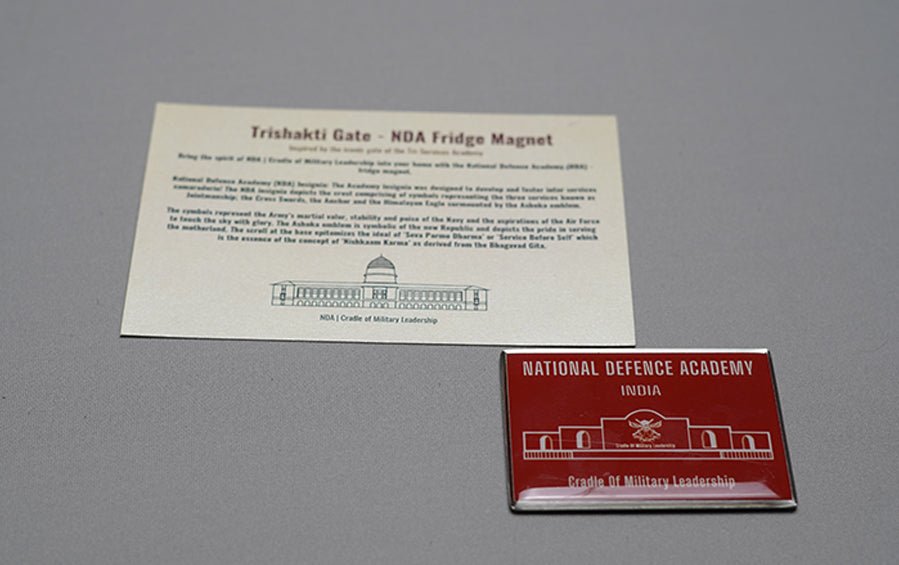 Trishakti Gate - NDA Fridge Magnet
Inspired by the iconic gate of the Tri Services Academy
Bring the spirit of NDA | Cradle of Military Leadership into your home with the National Defence Academy (NDA) -
fridge magnet.
National Defence Academy (NDA) Insignia: The Academy insignia was designed to develop and foster inter services
camaraderie! The NDA insignia depicts the crest comprising of symbols representing the three services known as
Jointmanship; the Cross Swords, the Anchor and the Himalayan Eagle surmounted by the Ashoka emblem.
The symbols represent the Army's martial valor, stability and poise of the Navy and the aspirations of the Air Force
to touch the sky with glory. The Ashoka emblem is symbolic of the new Republic and depicts the pride in serving
the motherland. The scroll at the base epitomizes the ideal of 'Seva Parmo Dharma' or 'Service Before Self' which
is the essence of the concept of 'Nishkaam Karma' as derived from the Bhagavad Gita.
NDA | Cradle of Military Leadership
NATIONAL DEFENCE ACADEMY
INDIA
Cradle Of Military Leadership
Cradle Of Military Leadership